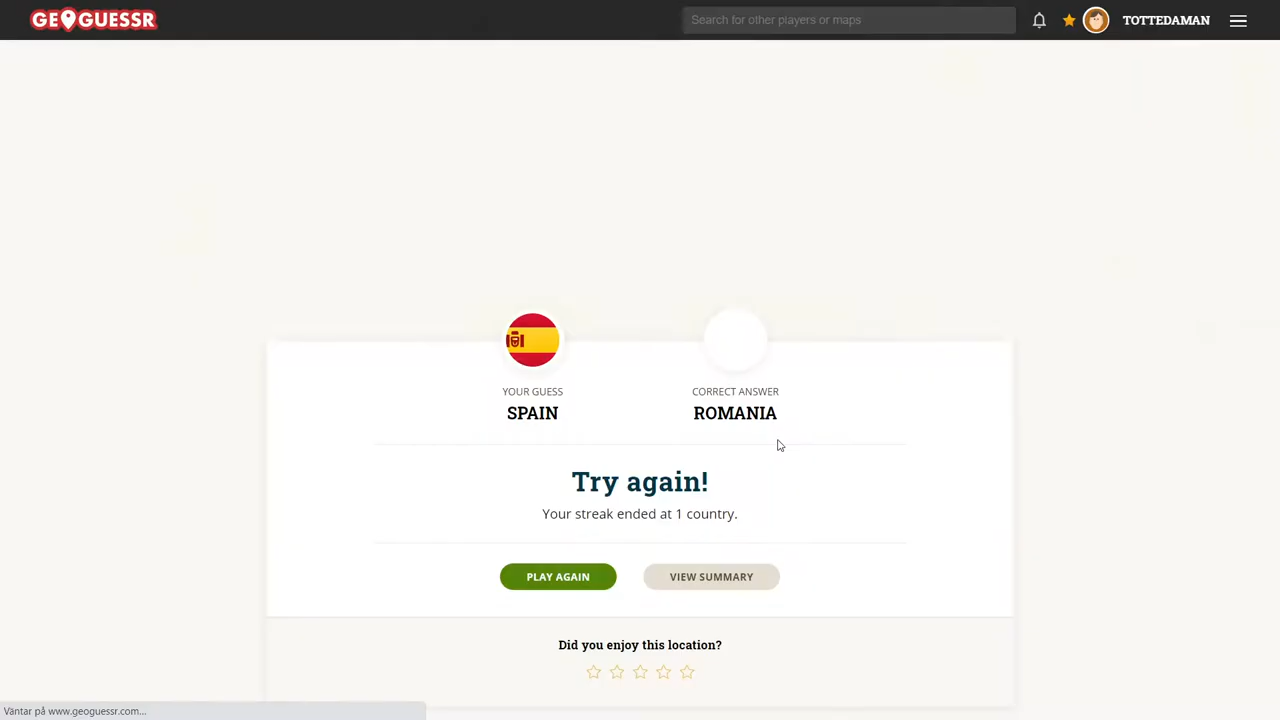 GEOGUESSR
Search for other players or maps
TOTTEDAMAN
YOUR GUESS
SPAIN
CORRECT ANSWER
ROMANIA
Try again!
Your streak ended at 1 country.
PLAY AGAIN
VIEW SUMMARY
Did you enjoy this location?
Väntar på www.geoguessr.com...